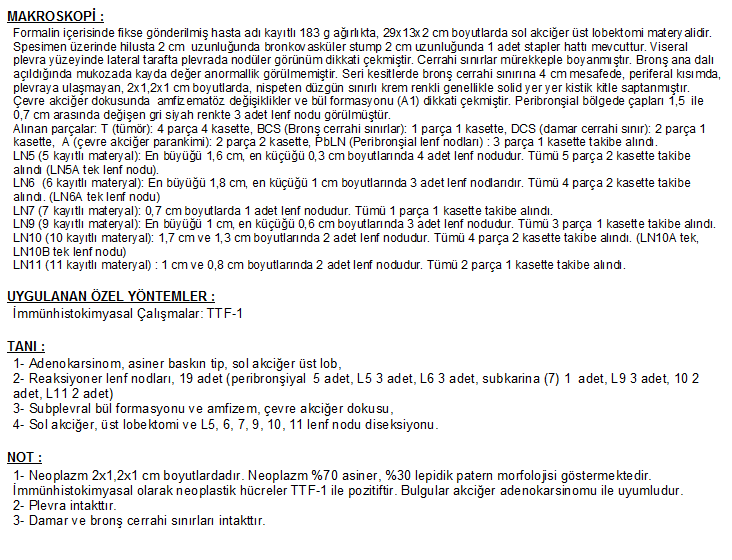 MAKROSKOPİ :
Formalin içerisinde fikse gönderilmiş hasta adı kayıtlı 183 g ağırlıkta, 29x13x2 cm boyutlarda sol akciğer üst lobektomi materyalidir.
Spesimen üzerinde hilusta 2 cm uzunluğunda bronkovasküler stump 2 cm uzunluğunda 1 adet stapler hattı mevcuttur. Viseral
plevra yüzeyinde lateral tarafta plevrada nodüler görünüm dikkati çekmiştir. Cerrahi sınırlar mürekkeple boyanmıştır. Bronş ana dalı
açıldığında mukozada kayda değer anormallik görülmemiştir. Seri kesitlerde bronş cerrahi sınırına 4 cm mesafede, periferal kısımda,
plevraya ulaşmayan, 2x1,2x1 cm boyutlarda, nispeten düzgün sınırlı krem renkli genellikle solid yer yer kistik kitle saptanmıştır.
Çevre akciğer dokusunda amfizematöz değişiklikler ve bül formasyonu (A1) dikkati çekmiştir. Peribronşial bölgede çapları 1,5 ile
0,7 cm arasında değişen gri siyah renkte 3 adet lenf nodu görülmüştür.
Alınan parçalar: T (tümör): 4 parça 4 kasette, BCS (Bronş cerrahi sınırlar): 1 parça 1 kasette, DCS (damar cerrahi sınır): 2 parça 1
kasette, A (çevre akciğer parankimi): 2 parça 2 kasette, PbLN (Peribronşial lenf nodları) : 3 parça 1 kasette takibe alındı.
LN5 (5 kayıtlı materyal): En büyüğü 1,6 cm, en küçüğü 0,3 cm boyutlarında 4 adet lenf nodudur. Tümü 5 parça 2 kasette takibe
alındı (LN5A tek lenf nodu).
LN6 (6 kayıtlı materyal): En büyüğü 1,8 cm, en küçüğü 1 cm boyutlarında 3 adet lenf nodlarıdır. Tümü 4 parça 2 kasette takibe
alındı. (LN6A tek lenf nodu)
LN7 (7 kayıtlı materyal): 0,7 cm boyutlarda 1 adet lenf nodudur. Tümü 1 parça 1 kasette takibe alındı.
LN9 (9 kayıtlı materyal): En büyüğü 1 cm, en küçüğü 0,6 cm boyutlarında 3 adet lenf nodudur. Tümü 3 parça 1 kasette takibe alındı.
LN10 (10 kayıtlı materyal): 1,7 cm ve 1,3 cm boyutlarında 2 adet lenf nodudur. Tümü 4 parça 2 kasette takibe alındı. (LN10A tek,
LN10B tek lenf nodu)
LN11 (11 kayıtlı materyal) : 1 cm ve 0,8 cm boyutlarında 2 adet lenf nodudur. Tümü 2 parça 1 kasette takibe alındı.
UYGULANAN ÖZEL YÖNTEMLER :
İmmünhistokimyasal Çalışmalar: TTF-1
TANI :
1- Adenokarsinom, asiner baskın tip, sol akciğer üst lob,
2- Reaksiyoner lenf nodları, 19 adet (peribronşiyal 5 adet, L5 3 adet, L6 3 adet, subkarina (7) 1 adet, L9 3 adet, 10 2
adet, L11 2 adet)
3- Subplevral bül formasyonu ve amfizem, çevre akciğer dokusu,
4- Sol akciğer, üst lobektomi ve L5, 6, 7, 9, 10, 11 lenf nodu diseksiyonu.
NOT :
1- Neoplazm 2x1,2x1 cm boyutlardadır. Neoplazm %70 asiner, %30 lepidik patern morfolojisi göstermektedir.
İmmünhistokimyasal olarak neoplastik hücreler TTF-1 ile pozitiftir. Bulgular akciğer adenokarsinomu ile uyumludur.
2- Plevra intakttır.
3- Damar ve bronş cerrahi sınırları intakttır.